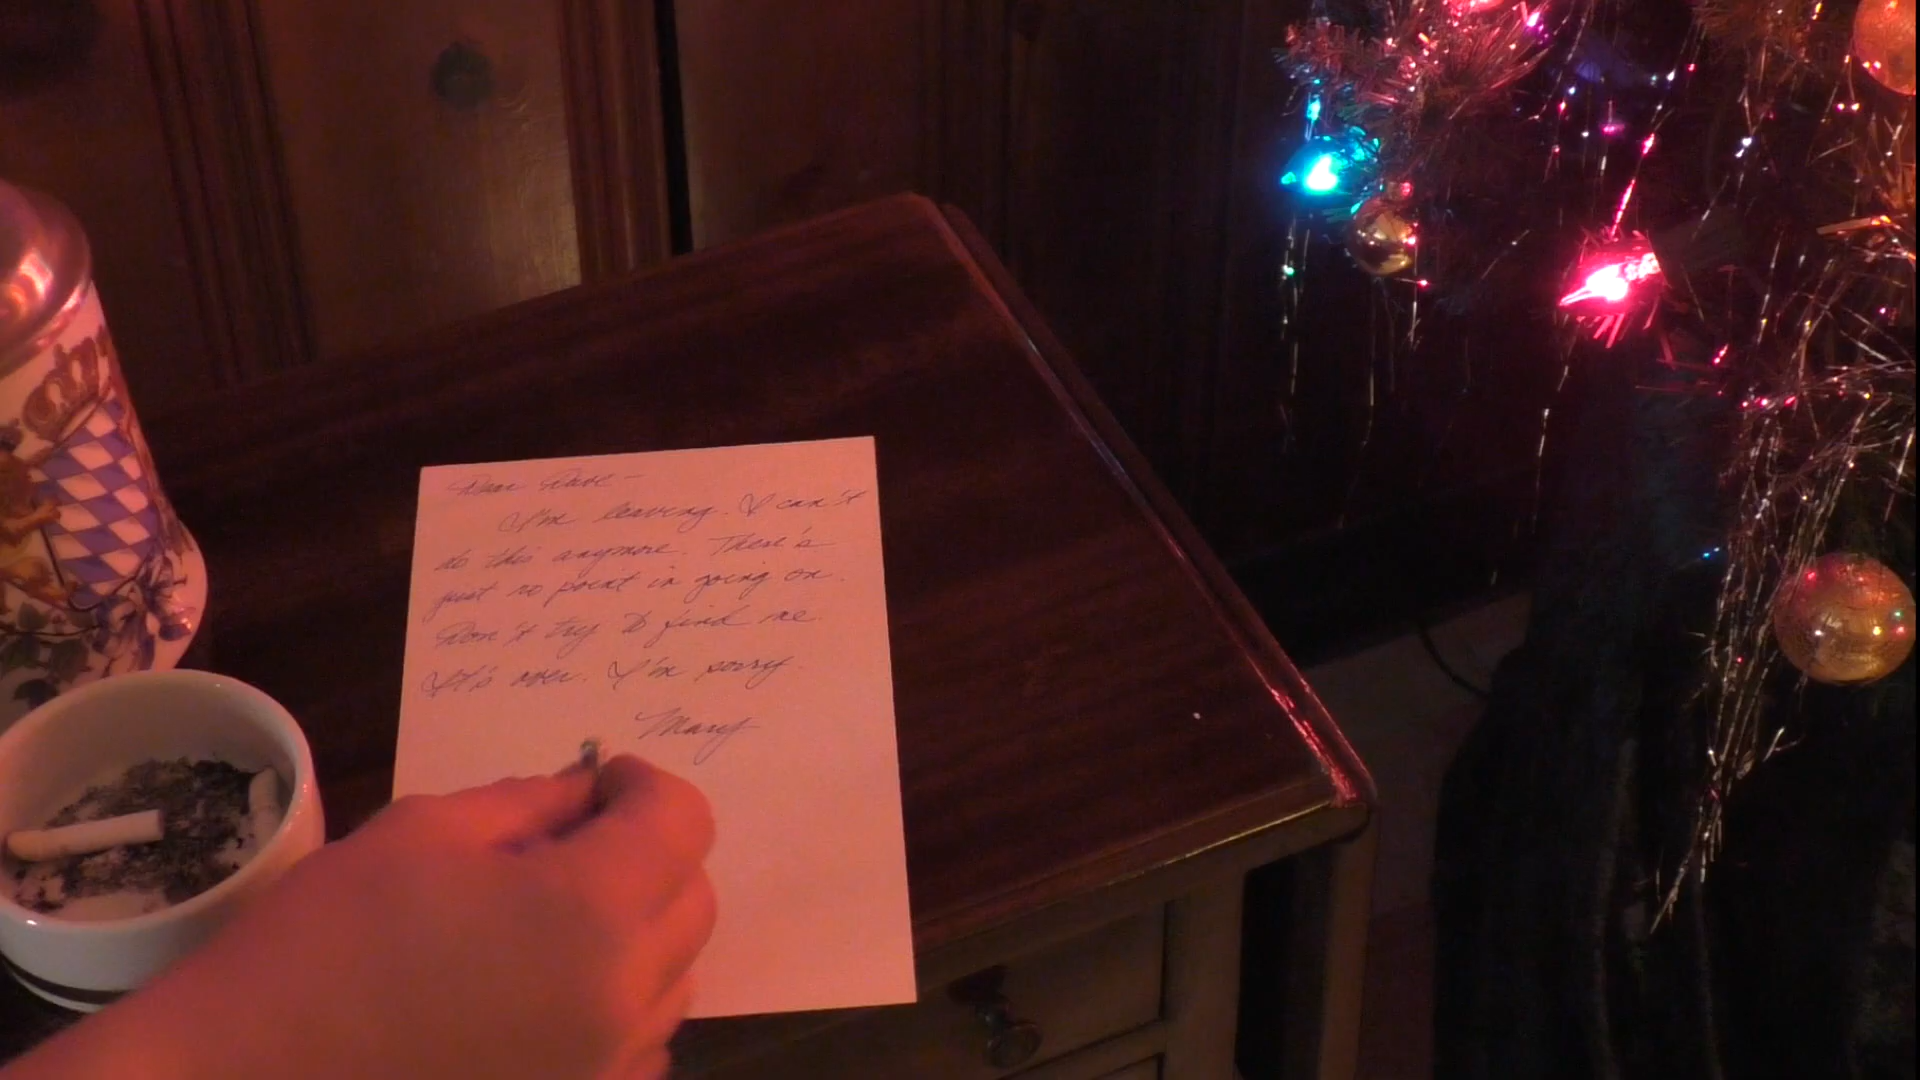 Dear Dave —
I'm leaving. I can't
do this anymore. There's
just no point in going on.
Don't try to find me.
It's over. I'm sorry.
Mary